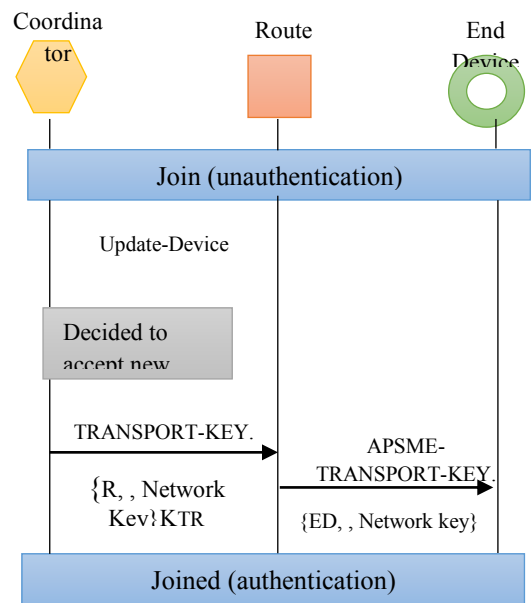 Coordina
tor
Route
End
Device
Join (unauthentication)
Update-Device
Decided to
accept new
TRANSPORT-KEY.
{R, , Network
Key}KTR
APSME-
TRANSPORT-KEY.
{ED, , Network key}
Joined (authentication)